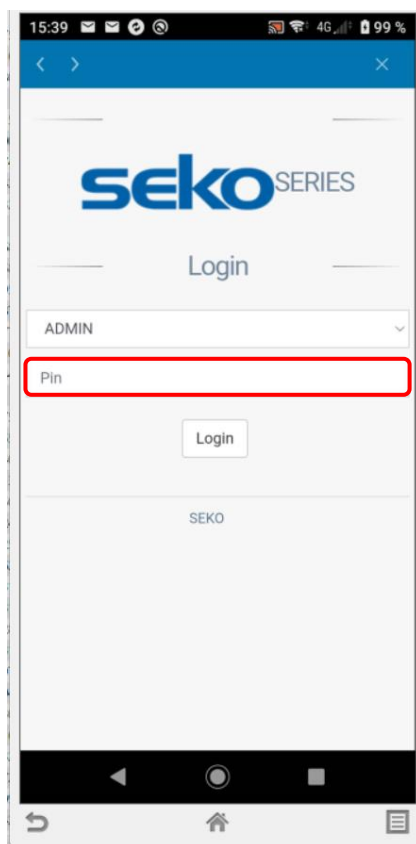 15:39 4G 99 %
seko SERIES
Login
ADMIN
Pin
Login
SEKO